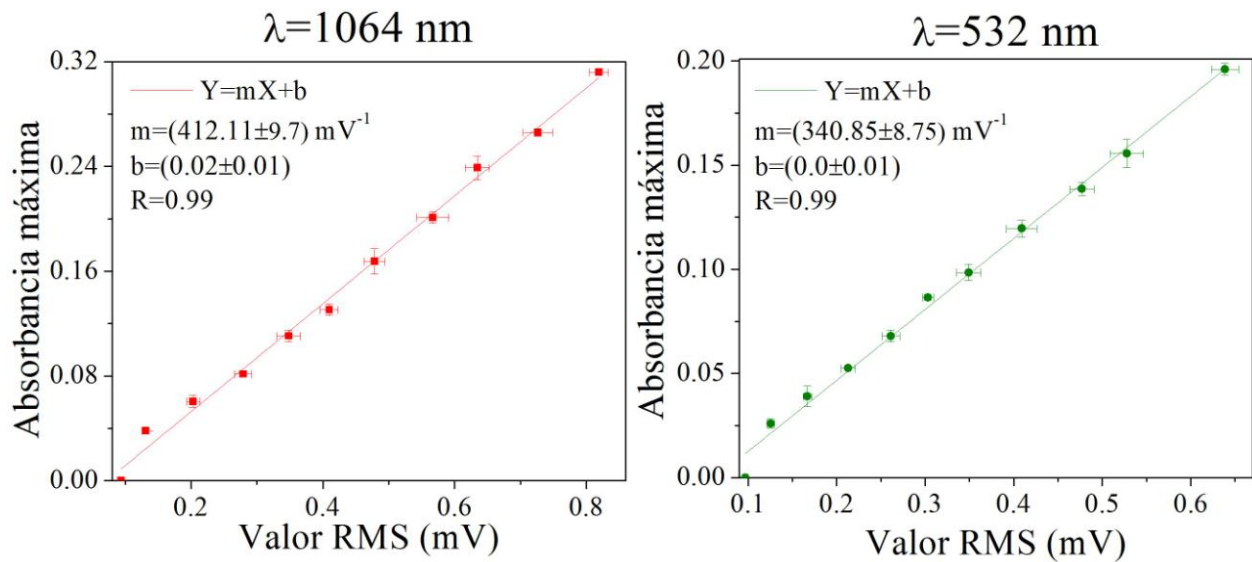 λ=1064 nm
0.32
0.24
0.16
0.08
0.00
Absorbancia máxima
Y=mX+b
m=(412.11±9.7) mV⁻¹
b=(0.02±0.01)
R=0.99
0.2 0.4 0.6 0.8
Valor RMS (mV)
λ=532 nm
0.20
0.15
0.10
0.05
0.00
Absorbancia máxima
Y=mX+b
m=(340.85±8.75) mV⁻¹
b=(0.0±0.01)
R=0.99
0.1 0.2 0.3 0.4 0.5 0.6
Valor RMS (mV)